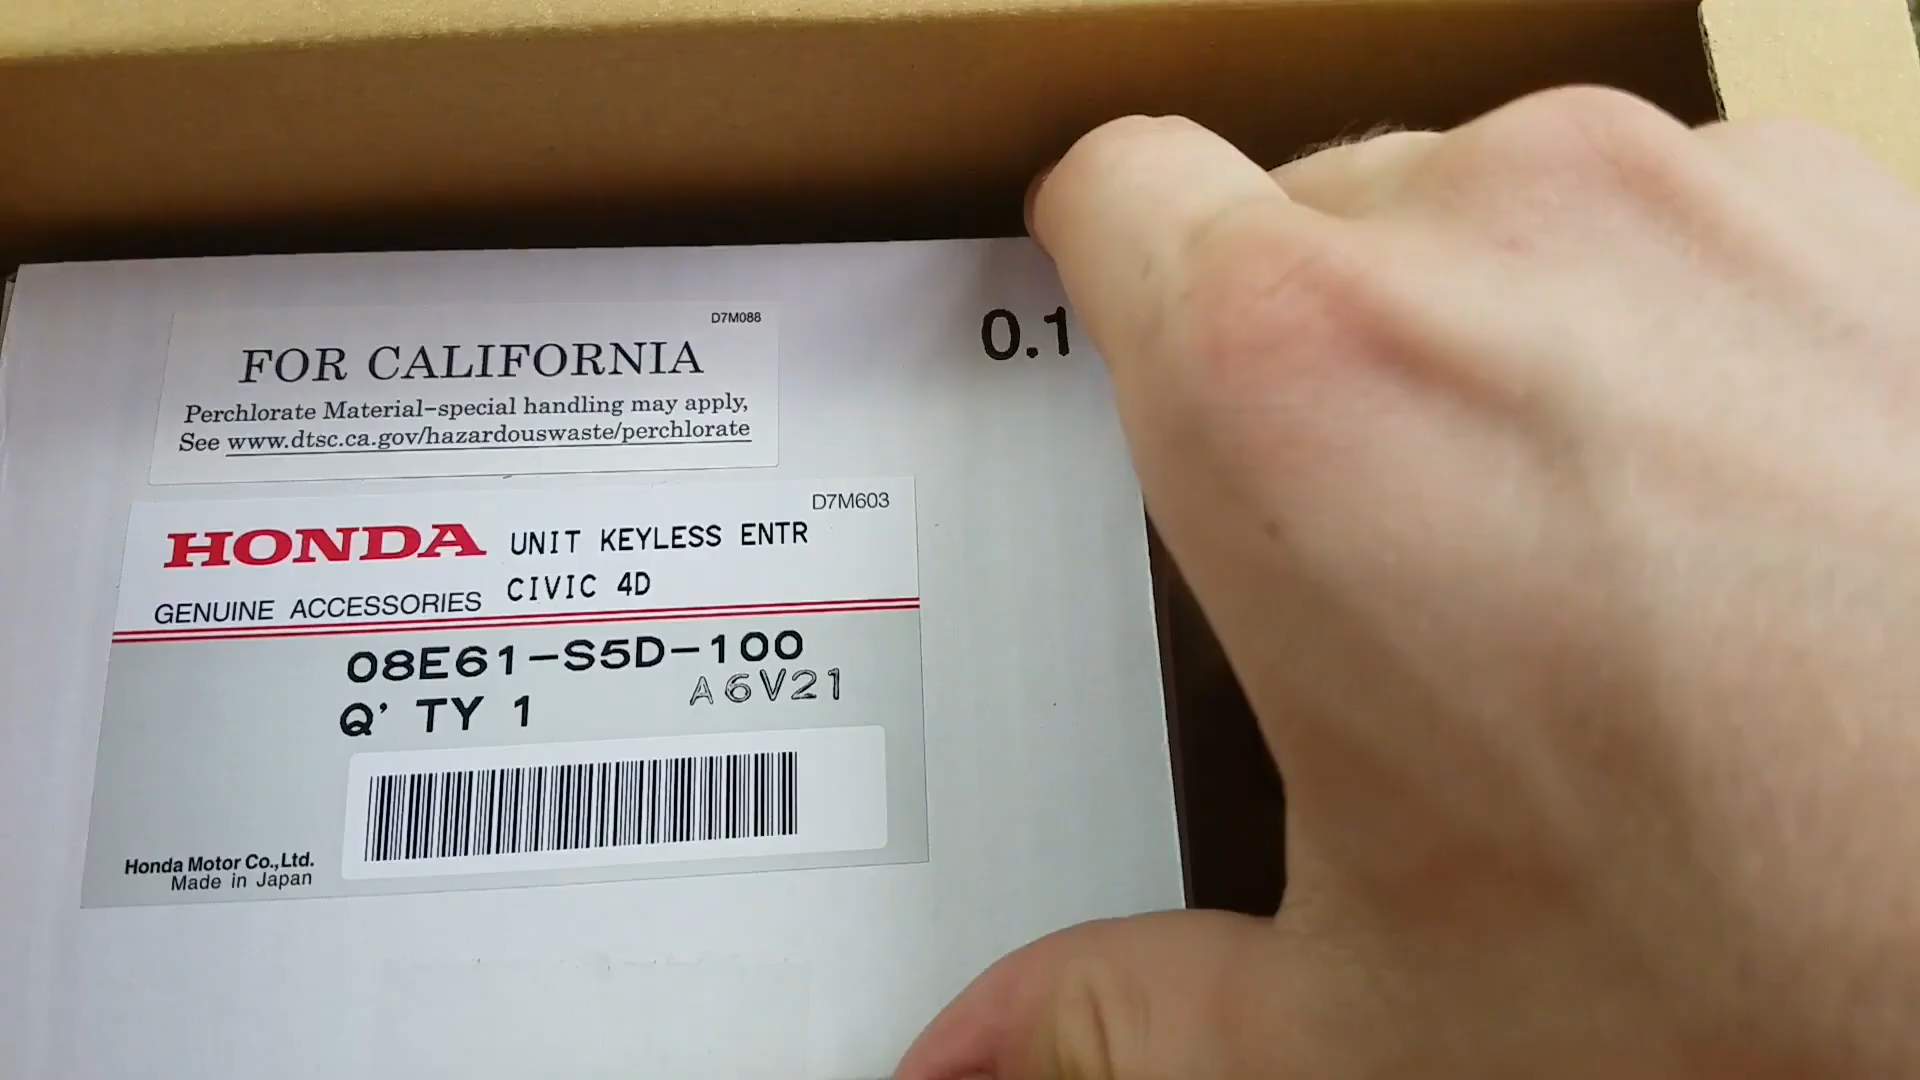 D7M088
FOR CALIFORNIA
Perchlorate Material-special handling may apply,
See www.dtsc.ca.gov/hazardouswaste/perchlorate
0.1
D7M603
HONDA UNIT KEYLESS ENTR
GENUINE ACCESSORIES CIVIC 4D
08E61-S5D-100
Q' TY 1 A6V21
Honda Motor Co.,Ltd.
Made in Japan